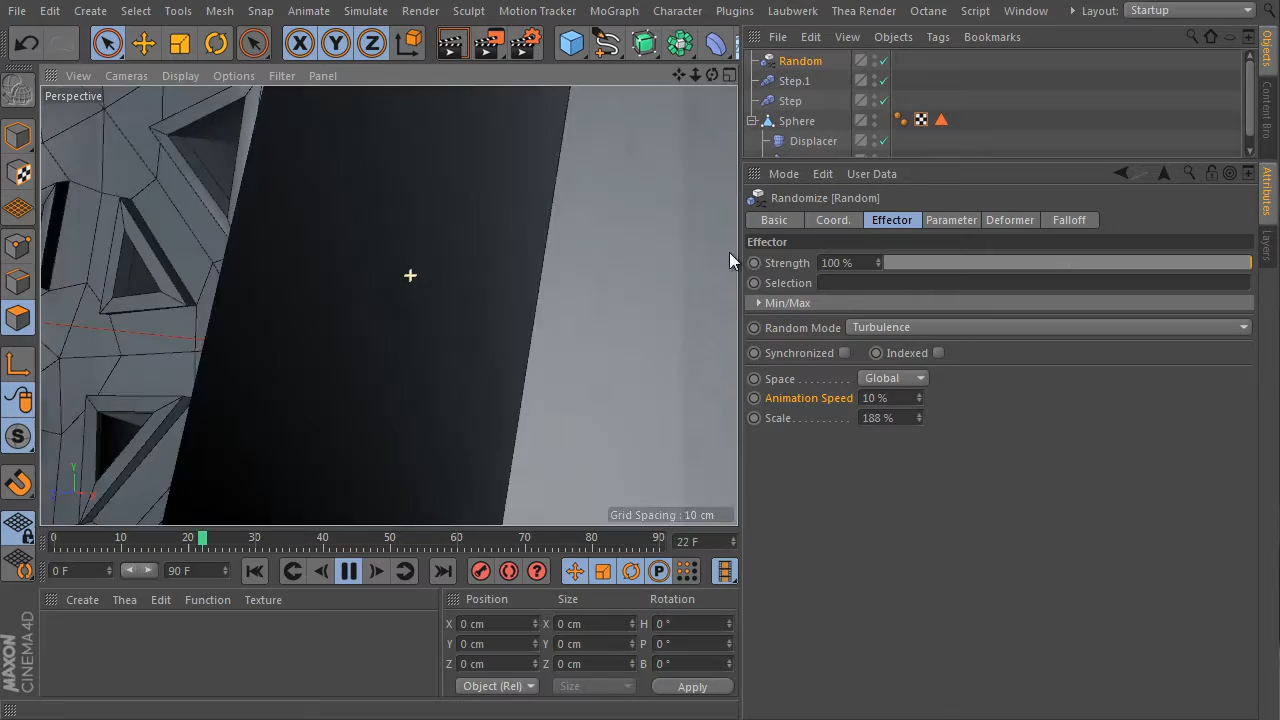 File Edit Create Select Tools Mesh Snap Animate Simulate Render Sculpt Motion Tracker MoGraph Character Plugins Laubwerk Thea Render Octane Script Window Layout: Startup
File Edit View Objects Tags Bookmarks
Random
Step.1
Step
Sphere
Displacer
Objects
Content Bro
View Cameras Display Options Filter Panel
Perspective
Grid Spacing : 10 cm
Mode Edit User Data
Randomize [Random]
Basic Coord. Effector Parameter Deformer Falloff
Effector
Strength 100 %
Selection
Min/Max
Random Mode Turbulence
Synchronized Indexed
Space . . . . . . . . . Global
Animation Speed 10 %
Scale. . . . . . . . . . 188 %
Attributes
Layers
0 10 20 30 40 50 60 70 80 90 22 F
0 F 90 F
Create Thea Edit Function Texture
Position Size Rotation
X 0 cm X 0 cm H 0 °
Y 0 cm Y 0 cm P 0 °
Z 0 cm Z 0 cm B 0 °
Object (Rel) Size Apply
MAXON
CINEMA 4D